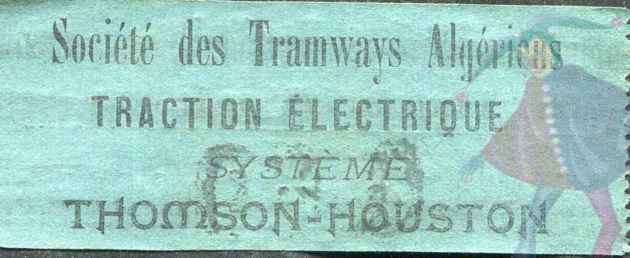 Société des Tramways Algériens
TRACTION ÉLECTRIQUE
SYSTÈME
THOMSON-HOUSTON